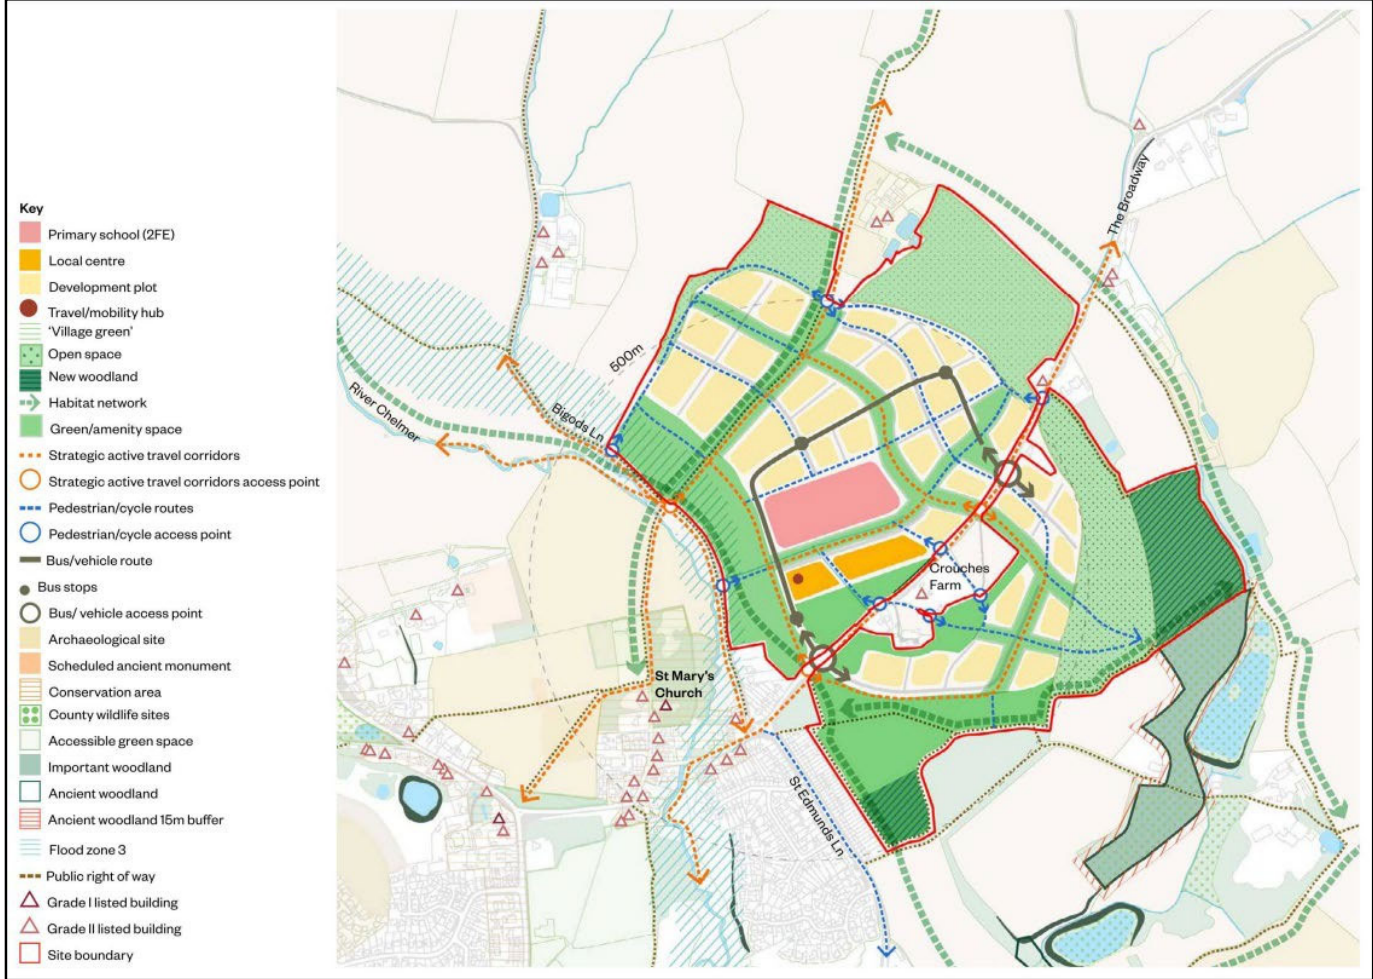 Key
Primary school (2FE)
Local centre
Development plot
Travel/mobility hub
'Village green'
Open space
New woodland
Habitat network
Green/amenity space
Strategic active travel corridors
Strategic active travel corridors access point
Pedestrian/cycle routes
Pedestrian/cycle access point
Bus/vehicle route
Bus stops
Bus/ vehicle access point
Archaeological site
Scheduled ancient monument
Conservation area
County wildlife sites
Accessible green space
Important woodland
Ancient woodland
Ancient woodland 15m buffer
Flood zone 3
Public right of way
Grade I listed building
Grade II listed building
Site boundary
The Broadway
500m
River Chelmer
Bigods Ln
Crouches
Farm
St Mary's
Church
St Edmunds Ln